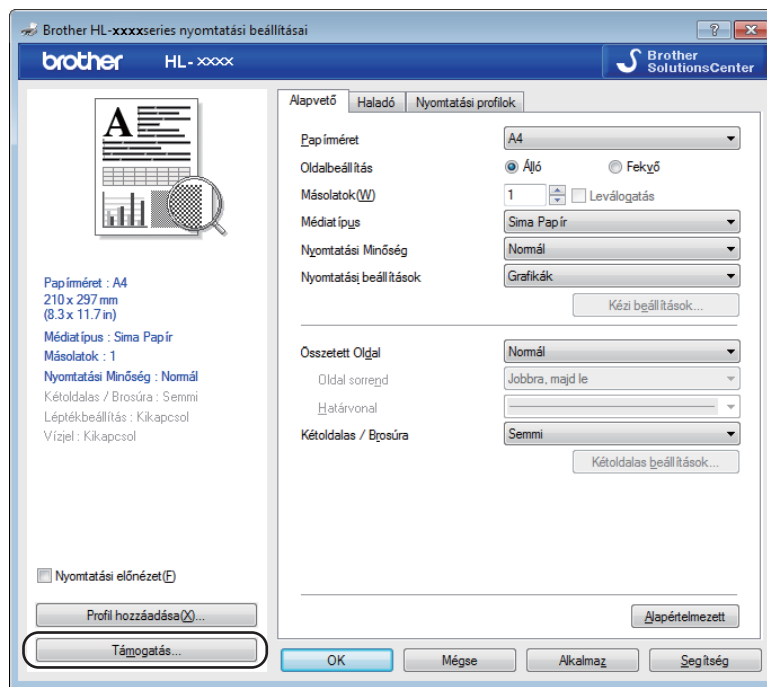 Brother HL-xxxxseries nyomtatási beállításai
brother HL-xxxx
Brother
SolutionsCenter
A
Papírméret : A4
210 x 297 mm
(8.3 x 11.7 in)
Médiatípus : Sima Papír
Másolatok : 1
Nyomtatási Minőség : Normál
Kétoldalas / Brosúra : Semmi
Léptékbeállítás : Kikapcsol
Vízjel : Kikapcsol
Nyomtatási előnézet(F)
Profil hozzáadása(X)...
Támogatás...
Alapvető Haladó Nyomtatási profilok
Papírméret A4
Oldalbeállítás Álló Fekvő
Másolatok(W) 1 Leválogatás
Médiatípus Sima Papír
Nyomtatási Minőség Normál
Nyomtatási beállítások Grafikák
Kézi beállítások...
Összetett Oldal Normál
Oldal sorrend Jobbra, majd le
Határvonal
Kétoldalas / Brosúra Semmi
Kétoldalas beállítások...
Alapértelmezett
OK Mégse Alkalmaz Segítség